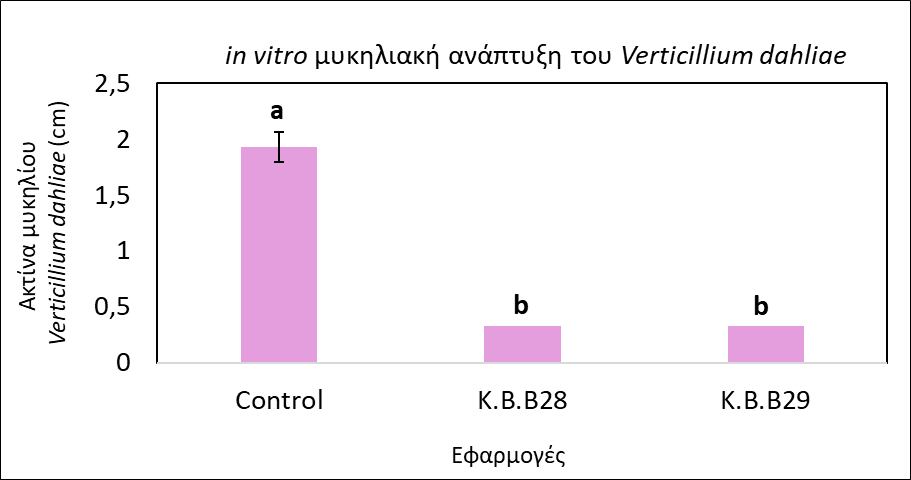 in vitro μυκηλιακή ανάπτυξη του Verticillium dahliae
Ακτίνα μυκηλίου
Verticillium dahliae (cm)
2,5
2
1,5
1
0,5
0
a
b
b
Control
K.B.B28
K.B.B29
Εφαρμογές